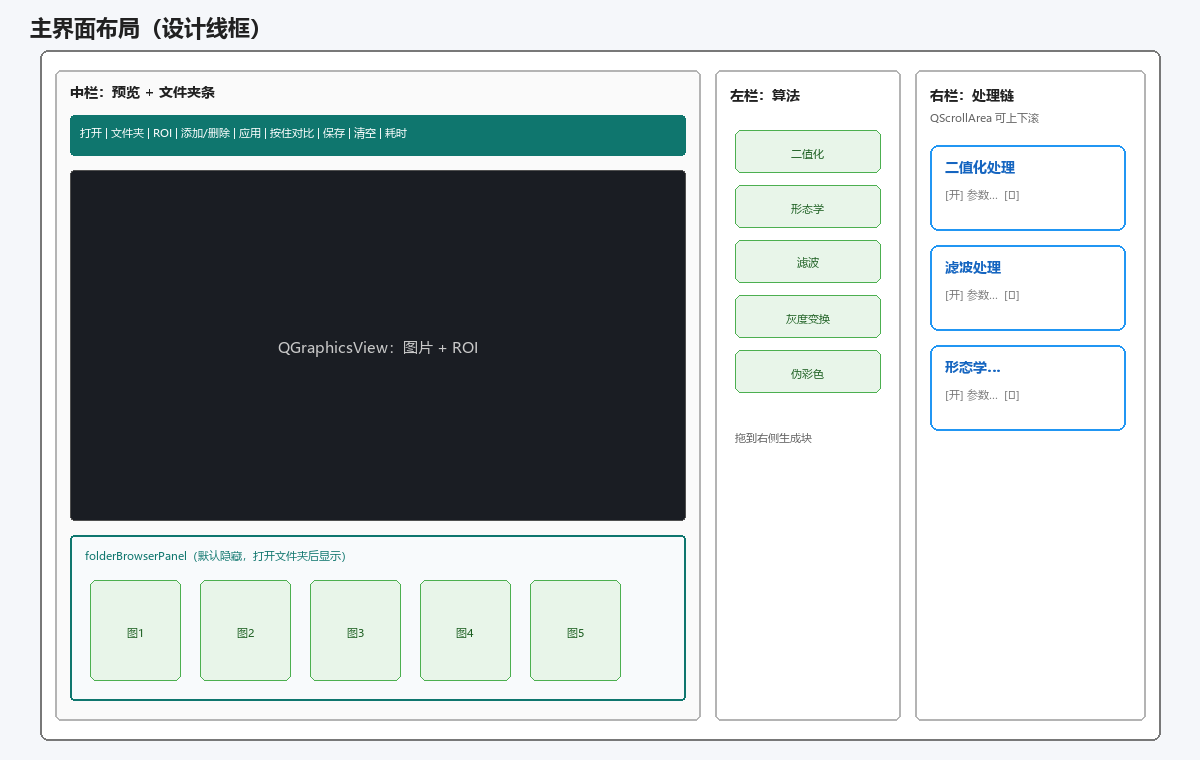 主界面布局（设计线框）
中栏：预览 + 文件夹条
打开 | 文件夹 | ROI | 添加/删除 | 应用 | 按住对比 | 保存 | 清空 | 耗时
QGraphicsView：图片 + ROI
folderBrowserPanel（默认隐藏，打开文件夹后显示）
图1
图2
图3
图4
图5
左栏：算法
二值化
形态学
滤波
灰度变换
伪彩色
拖到右侧生成块
右栏：处理链
QScrollArea 可上下滚
二值化处理
[开] 参数... [▯]
滤波处理
[开] 参数... [▯]
形态学...
[开] 参数... [▯]